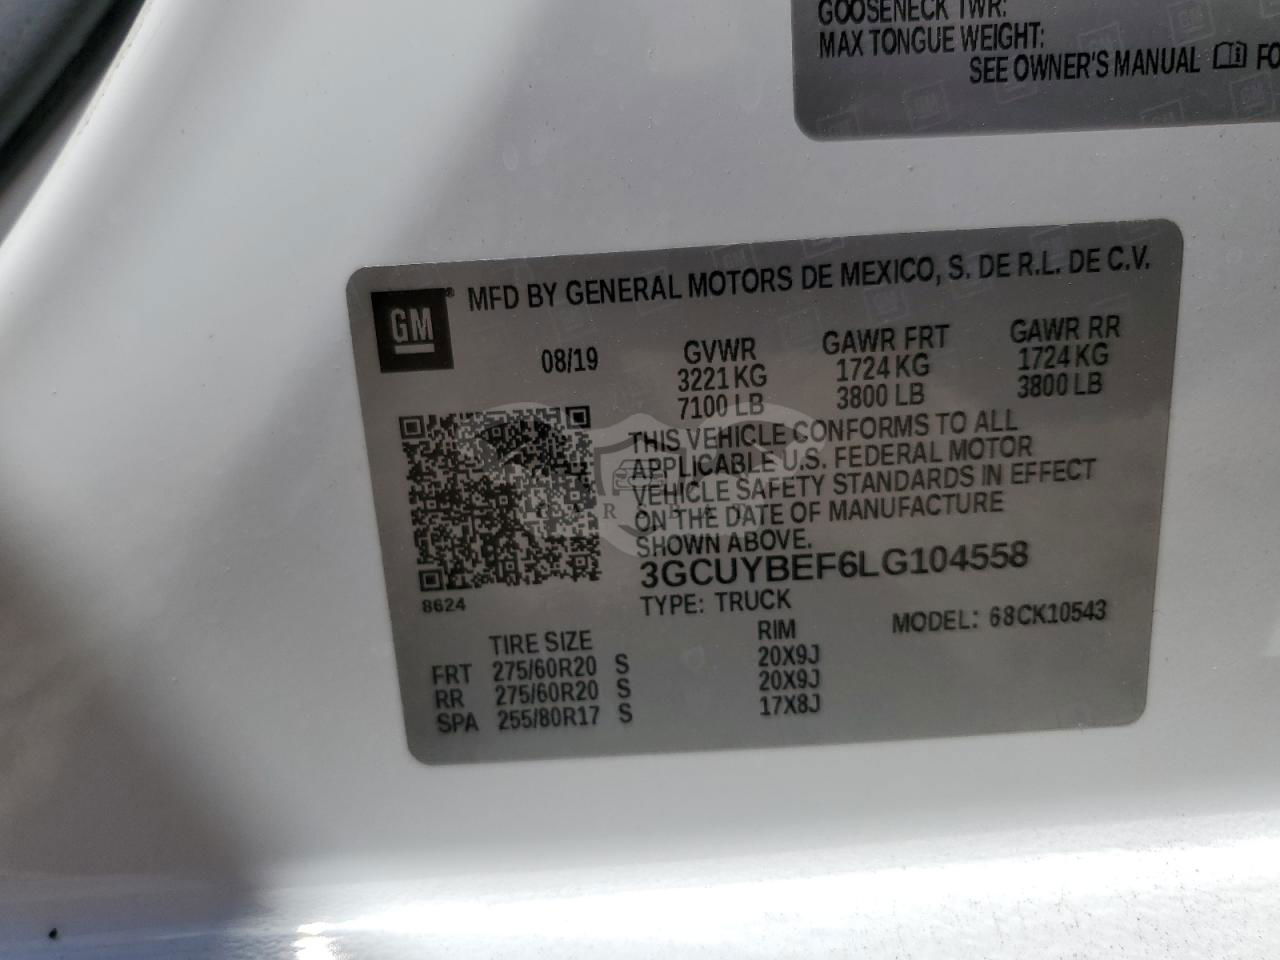 GOOSENECK TWR:
MAX TONGUE WEIGHT:
SEE OWNER'S MANUAL FO
GM
MFD BY GENERAL MOTORS DE MEXICO, S. DE R.L. DE C.V.
08/19
GVWR GAWR FRT GAWR RR
3221 KG 1724 KG 1724 KG
7100 LB 3800 LB 3800 LB
THIS VEHICLE CONFORMS TO ALL
APPLICABLE U.S. FEDERAL MOTOR
VEHICLE SAFETY STANDARDS IN EFFECT
ON THE DATE OF MANUFACTURE
SHOWN ABOVE.
3GCUYBEF6LG104558
8624
TYPE: TRUCK MODEL: 68CK10543
TIRE SIZE RIM
FRT 275/60R20 S 20X9J
RR 275/60R20 S 20X9J
SPA 255/80R17 S 17X8J